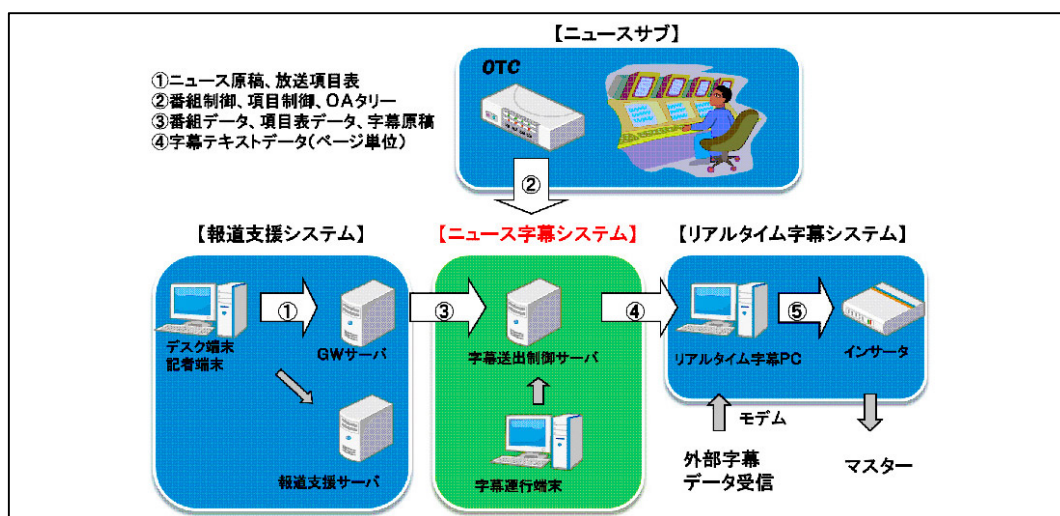 【ニュースサブ】
OTC
①ニュース原稿、放送項目表
②番組制御、項目制御、OAタリー
③番組データ、項目表データ、字幕原稿
④字幕テキストデータ(ページ単位)
②
【報道支援システム】
【ニュース字幕システム】
【リアルタイム字幕システム】
①
③
④
⑤
デスク端末
記者端末
GWサーバ
字幕送出制御サーバ
リアルタイム字幕PC
インサータ
報道支援サーバ
字幕運行端末
モデム
外部字幕
データ受信
マスター